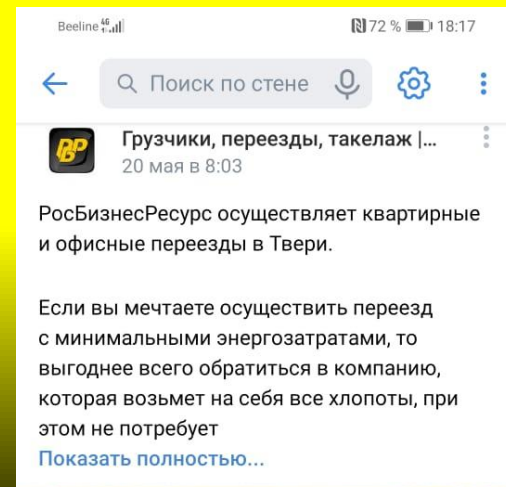 Beeline 4G 72 % 18:17
Поиск по стене
Грузчики, переезды, такелаж |...
20 мая в 8:03
РосБизнесРесурс осуществляет квартирные
и офисные переезды в Твери.
Если вы мечтаете осуществить переезд
с минимальными энергозатратами, то
выгоднее всего обратиться в компанию,
которая возьмет на себя все хлопоты, при
этом не потребует
Показать полностью...